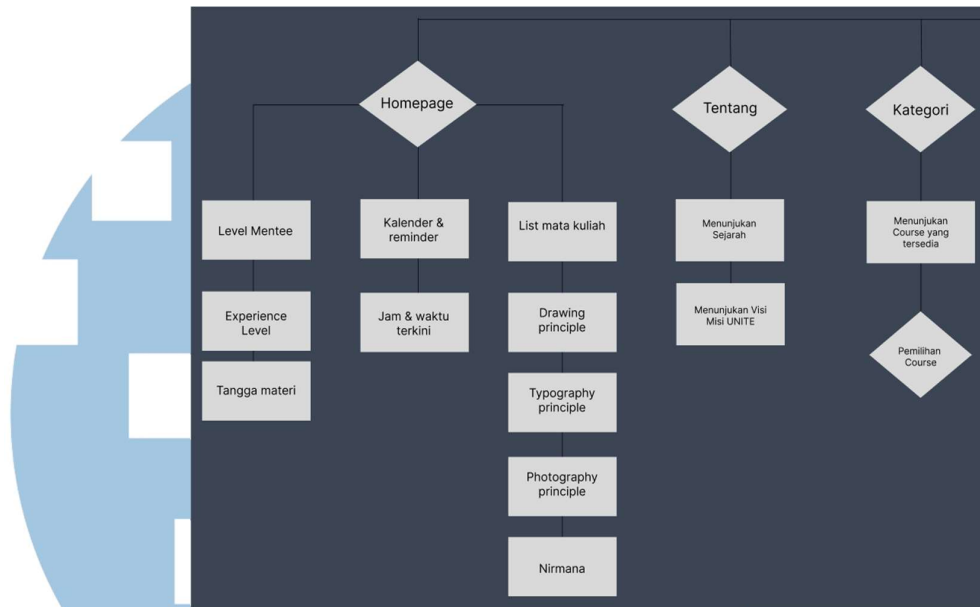 Homepage
Tentang
Kategori
Level Mentee
Kalender &
reminder
List mata kuliah
Menunjukan
Sejarah
Menunjukan
Course yang
tersedia
Experience
Level
Jam & waktu
terkini
Drawing
principle
Menunjukan Visi
Misi UNITE
Pemilihan
Course
Tangga materi
Typography
principle
Photography
principle
Nirmana